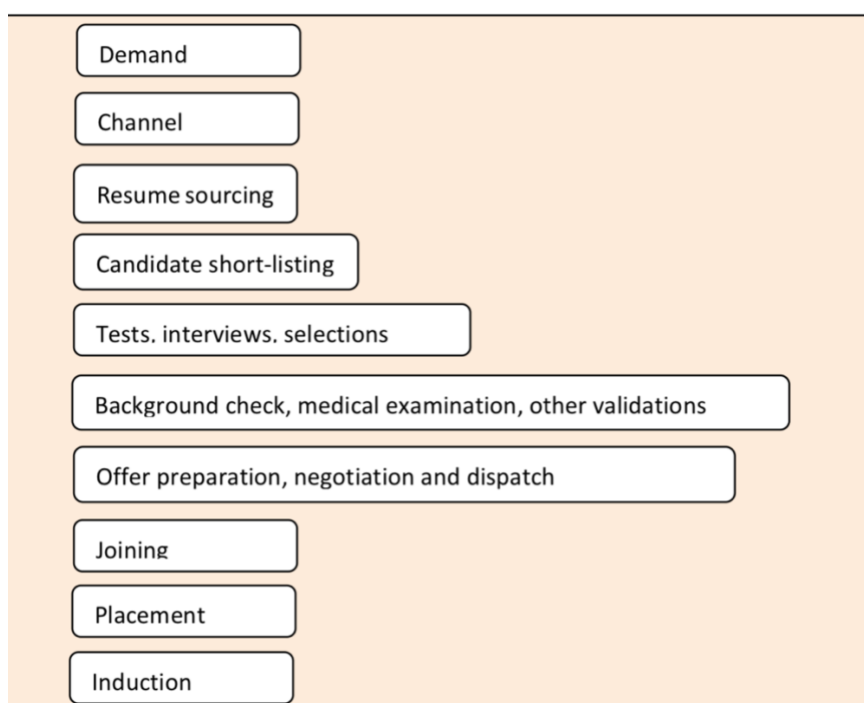 Demand
Channel
Resume sourcing
Candidate short-listing
Tests. interviews. selections
Background check, medical examination, other validations
Offer preparation, negotiation and dispatch
Joining
Placement
Induction